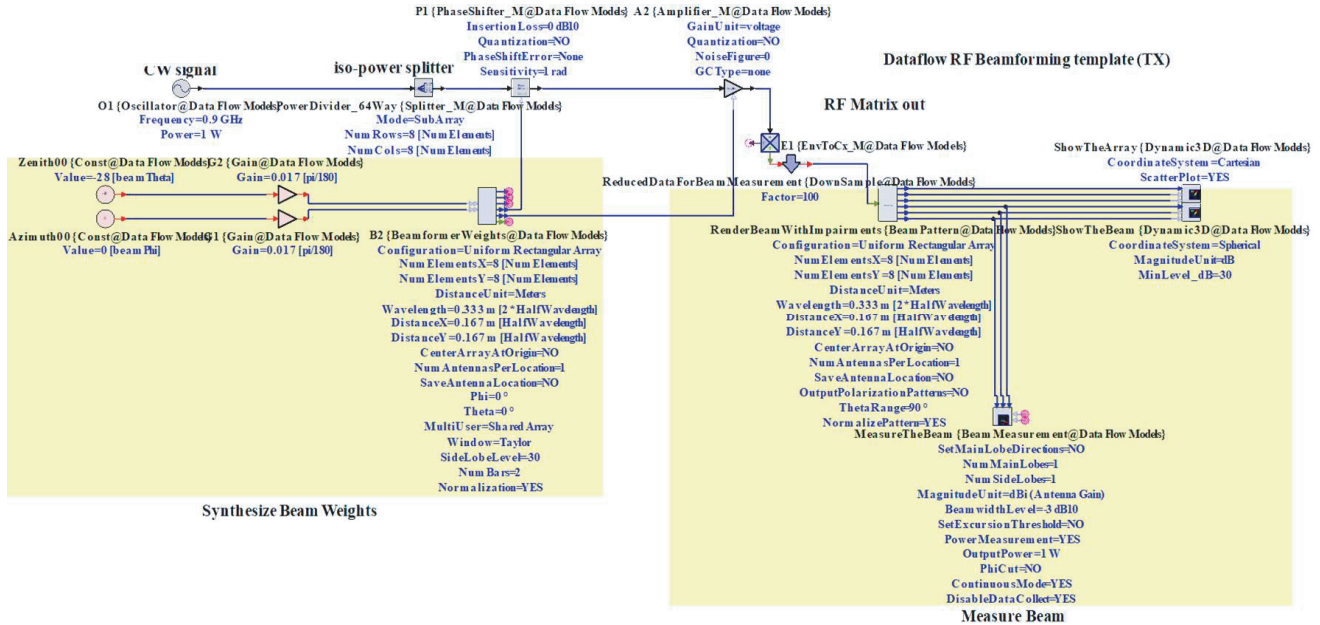 P1 {PhaseShifter_M@Data Flow Models}
InsertionLoss=0 dB10
Quantization=NO
PhaseShiftError=None
Sensitivity=1 rad
A2 {Amplifier_M@Data Flow Models}
GainUnit=voltage
Quantization=NO
NoiseFigure=0
GCType=none
Dataflow RF Beamforming template (TX)
CW signal
iso-power splitter
RF Matrix out
O1 {Oscillator@Data Flow Models}
Frequency=0.9 GHz
Power=1 W
PowerDivider_64Way {Splitter_M@Data Flow Models}
Mode=SubArray
NumRows=8 [NumElements]
NumCols=8 [NumElements]
E1 {EnvToCx_M@Data Flow Models}
ShowTheArray {Dynamic3D@Data Flow Models}
CoordinateSystem=Cartesian
ScatterPlot=YES
Zenith00 {Const@Data Flow Models}
Value=-28 [beamTheta]
G2 {Gain@Data Flow Models}
Gain=0.017 [pi/180]
ReducedDataForBeamMeasurement {DownSample@Data Flow Models}
Factor=100
Azimuth00 {Const@Data Flow Models}
Value=0 [beamPhi]
G1 {Gain@Data Flow Models}
Gain=0.017 [pi/180]
B2 {BeamformerWeights@Data Flow Models}
Configuration=Uniform Rectangular Array
NumElementsX=8 [NumElements]
NumElementsY=8 [NumElements]
DistanceUnit=Meters
Wavelength=0.333 m [2*HalfWavelength]
DistanceX=0.167 m [HalfWavelength]
DistanceY=0.167 m [HalfWavelength]
CenterArrayAtOrigin=NO
NumAntennasPerLocation=1
SaveAntennaLocation=NO
Phi=0 °
Theta=0 °
MultiUser=Shared Array
Window=Taylor
SideLobeLevel=30
NumBars=2
Normalization=YES
Synthesize Beam Weights
RenderBeamWithImpairments {BeamPattern@Data Flow Models}
Configuration=Uniform Rectangular Array
NumElementsX=8 [NumElements]
NumElementsY=8 [NumElements]
DistanceUnit=Meters
Wavelength=0.333 m [2*HalfWavelength]
DistanceX=0.167 m [HalfWavelength]
DistanceY=0.167 m [HalfWavelength]
CenterArrayAtOrigin=NO
NumAntennasPerLocation=1
SaveAntennaLocation=NO
OutputPolarizationPatterns=NO
ThetaRange=90 °
NormalizePattern=YES
ShowTheBeam {Dynamic3D@Data Flow Models}
CoordinateSystem=Spherical
MagnitudeUnit=dB
MinLevel_dB=-30
MeasureTheBeam {BeamMeasurement@Data Flow Models}
SetMainLobeDirections=NO
NumMainLobes=1
NumSideLobes=1
MagnitudeUnit=dBi (Antenna Gain)
BeamwidthLevel=-3 dB10
SetExcursionThreshold=NO
PowerMeasurement=YES
OutputPower=1 W
PhiCut=NO
ContinuousMode=YES
DisableDataCollect=YES
Measure Beam